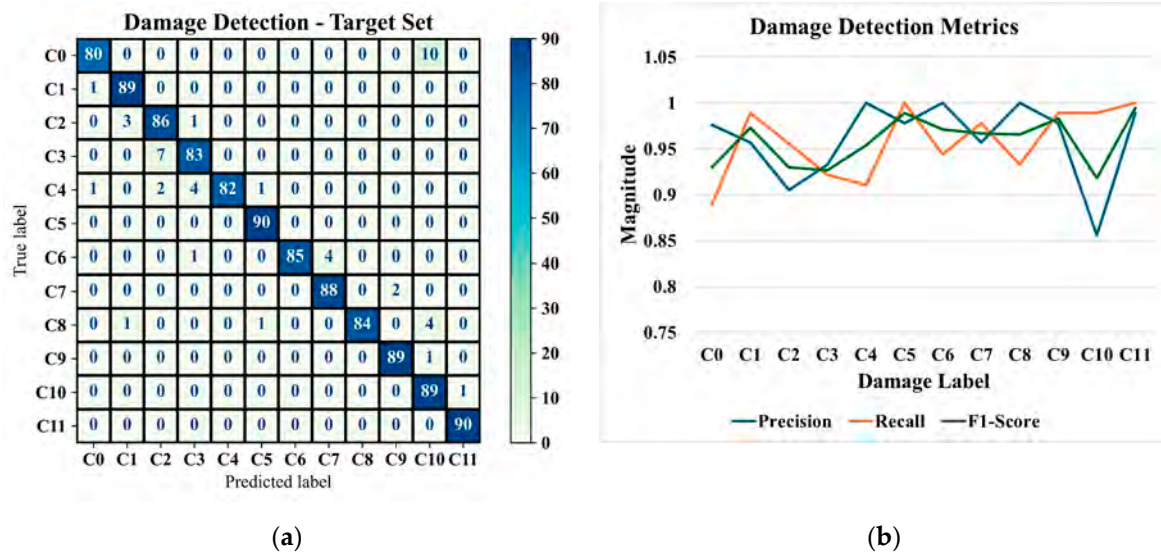 Damage Detection - Target Set
C0 80 0 0 0 0 0 0 0 0 0 10 0
C1 1 89 0 0 0 0 0 0 0 0 0 0
C2 0 3 86 1 0 0 0 0 0 0 0 0
C3 0 0 7 83 0 0 0 0 0 0 0 0
C4 1 0 2 4 82 1 0 0 0 0 0 0
C5 0 0 0 0 0 90 0 0 0 0 0 0
C6 0 0 0 1 0 0 85 4 0 0 0 0
C7 0 0 0 0 0 0 0 88 0 2 0 0
C8 0 1 0 0 0 1 0 0 84 0 4 0
C9 0 0 0 0 0 0 0 0 0 89 1 0
C10 0 0 0 0 0 0 0 0 0 0 89 1
C11 0 0 0 0 0 0 0 0 0 0 0 90
C0 C1 C2 C3 C4 C5 C6 C7 C8 C9 C10 C11
Predicted label
True label
90
80
70
60
50
40
30
20
10
0
(a)
Damage Detection Metrics
1.05
1
0.95
0.9
0.85
0.8
0.75
Magnitude
C0 C1 C2 C3 C4 C5 C6 C7 C8 C9 C10 C11
Damage Label
Precision Recall F1-Score
(b)